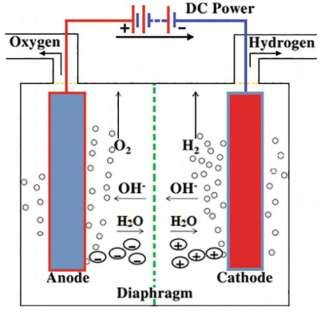 DC Power
+ -
Oxygen
Hydrogen
O₂
H₂
OH⁻ OH⁻
H₂O H₂O
- - - -
+ + + +
Anode
Cathode
Diaphragm